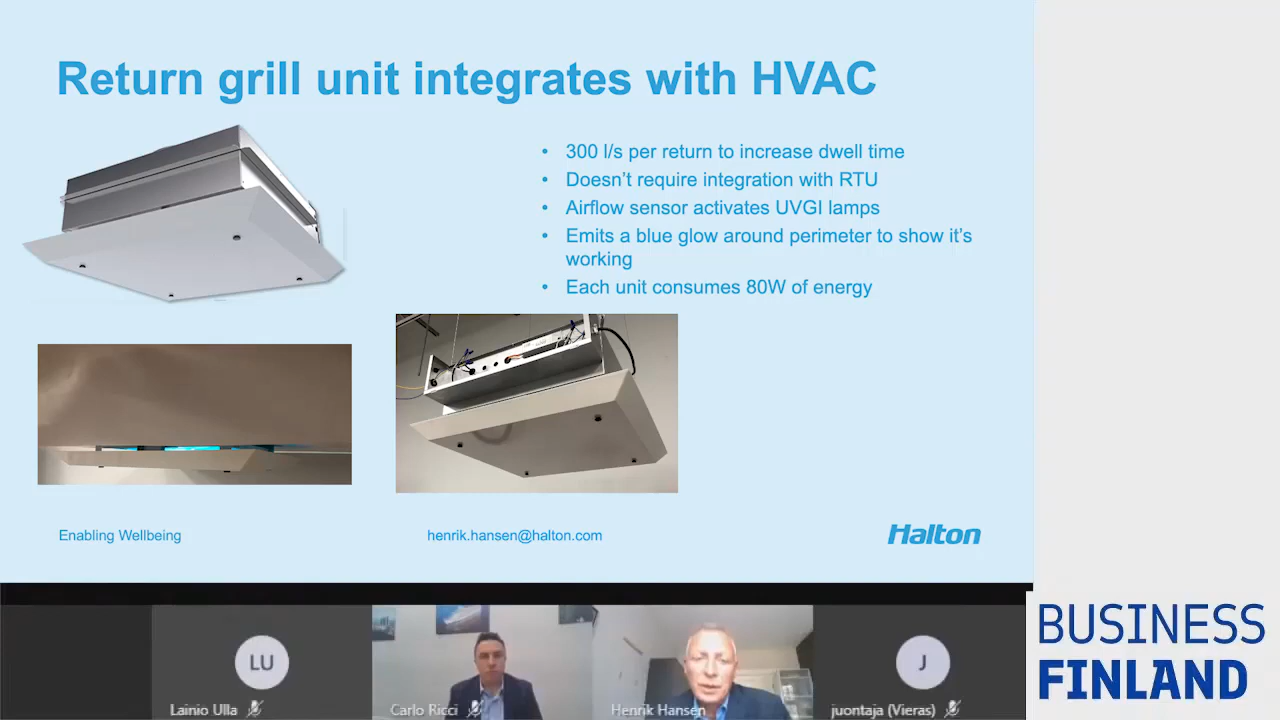 Return grill unit integrates with HVAC
• 300 l/s per return to increase dwell time
• Doesn't require integration with RTU
• Airflow sensor activates UVGI lamps
• Emits a blue glow around perimeter to show it's
working
• Each unit consumes 80W of energy
Enabling Wellbeing
henrik.hansen@halton.com
Halton
LU
J
Lainio Ulla
Carlo Ricci
Henrik Hansen
juontaja (Vieras)
BUSINESS
FINLAND